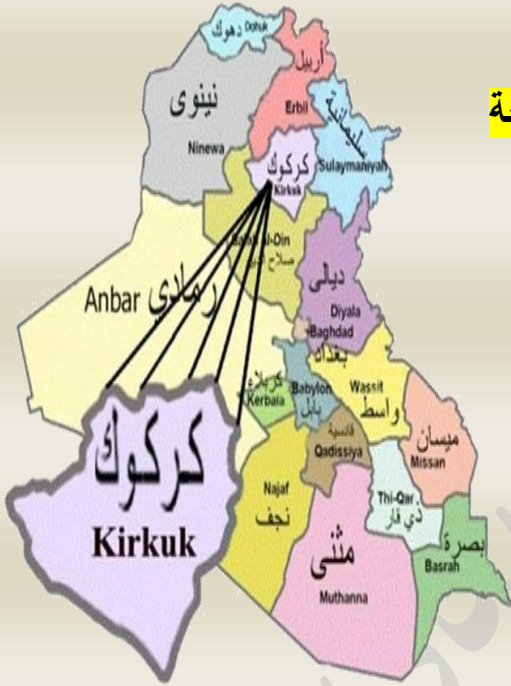 دهوك Dohuk
أربيل
Erbil
نينوى
Ninewa
سليمانية
Sulaymaniyah
كركوك
Kirkuk
al-Din
صلاح الدين
ديالى
Diyala
Anbar رمادي
Baghdad
بغداد
كربلاء
Kerbala
Babylon
بابل
Wassit
واسط
كركوك
Kirkuk
قادسية
Qadissiya
ميسان
Missan
Najaf
نجف
Thi-Qar
ذي قار
بصرة
Basrah
مثنى
Muthanna